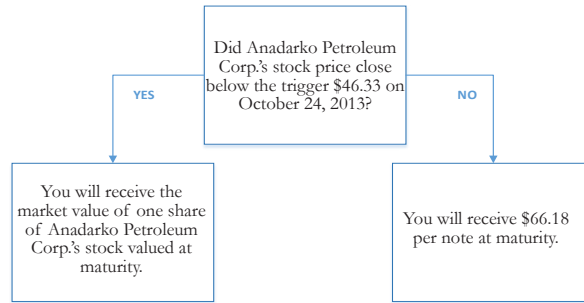 Did Anadarko Petroleum
Corp.'s stock price close
below the trigger $46.33 on
October 24, 2013?
YES
NO
You will receive the
market value of one share
of Anadarko Petroleum
Corp.'s stock valued at
maturity.
You will receive $66.18
per note at maturity.